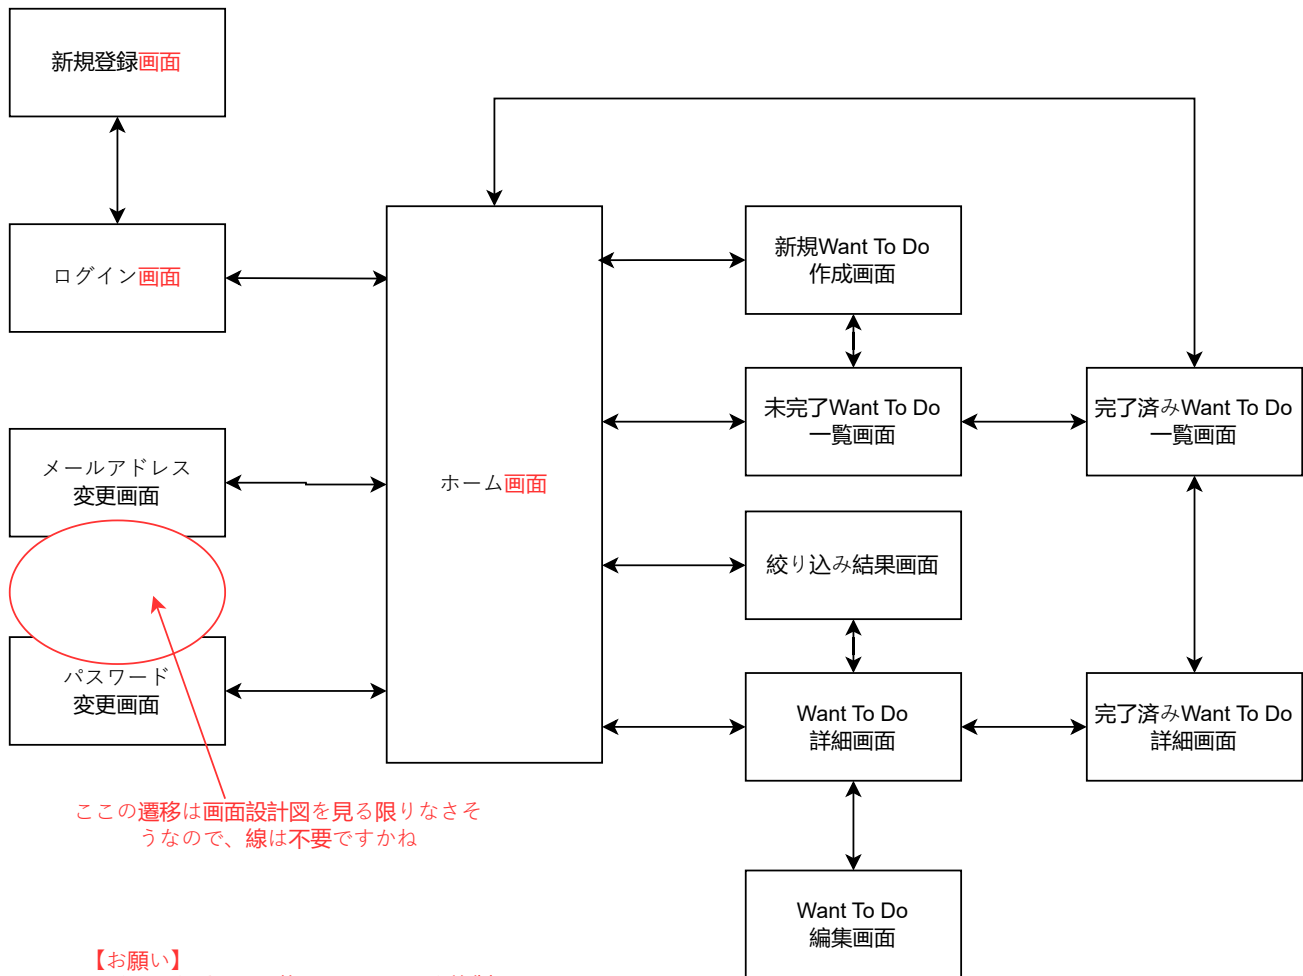 新規登録画面
ログイン画面
メールアドレス
変更画面
パスワード
変更画面
ホーム画面
新規Want To Do
作成画面
未完了Want To Do
一覧画面
完了済みWant To Do
一覧画面
絞り込み結果画面
Want To Do
詳細画面
完了済みWant To Do
詳細画面
Want To Do
編集画面
ここの遷移は画面設計図を見る限りなさそ
うなので、線は不要ですかね
【お願い】